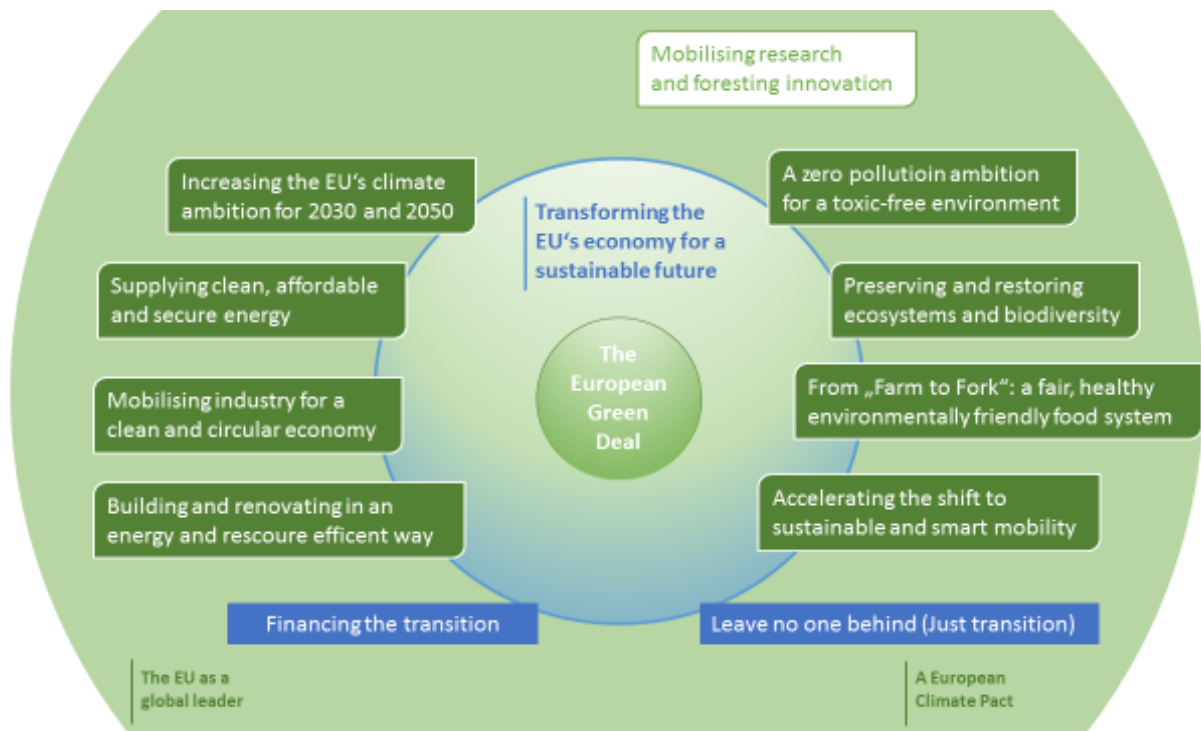 Mobilising research
and foresting innovation
Increasing the EU‘s climate
ambition for 2030 and 2050
A zero pollutioin ambition
for a toxic-free environment
Transforming the
EU‘s economy for a
sustainable future
Supplying clean, affordable
and secure energy
Preserving and restoring
ecosystems and biodiversity
The
European
Green
Deal
Mobilising industry for a
clean and circular economy
From „Farm to Fork“: a fair, healthy
environmentally friendly food system
Building and renovating in an
energy and rescoure efficent way
Accelerating the shift to
sustainable and smart mobility
Financing the transition
Leave no one behind (Just transition)
The EU as a
global leader
A European
Climate Pact